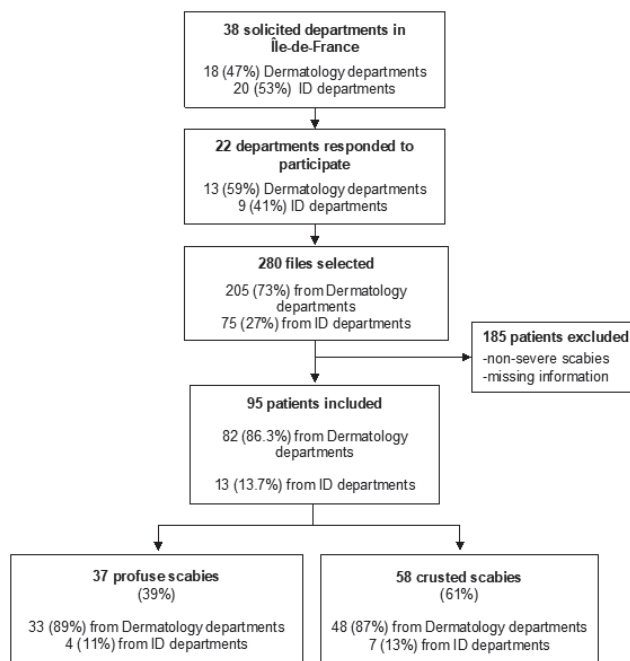 38 solicited departments in
Île-de-France
18 (47%) Dermatology departments
20 (53%) ID departments
22 departments responded to
participate
13 (59%) Dermatology departments
9 (41%) ID departments
280 files selected
205 (73%) from Dermatology
departments
75 (27%) from ID departments
185 patients excluded
-non-severe scabies
-missing information
95 patients included
82 (86.3%) from Dermatology
departments
13 (13.7%) from ID departments
37 profuse scabies
(39%)
33 (89%) from Dermatology departments
4 (11%) from ID departments
58 crusted scabies
(61%)
48 (87%) from Dermatology departments
7 (13%) from ID departments